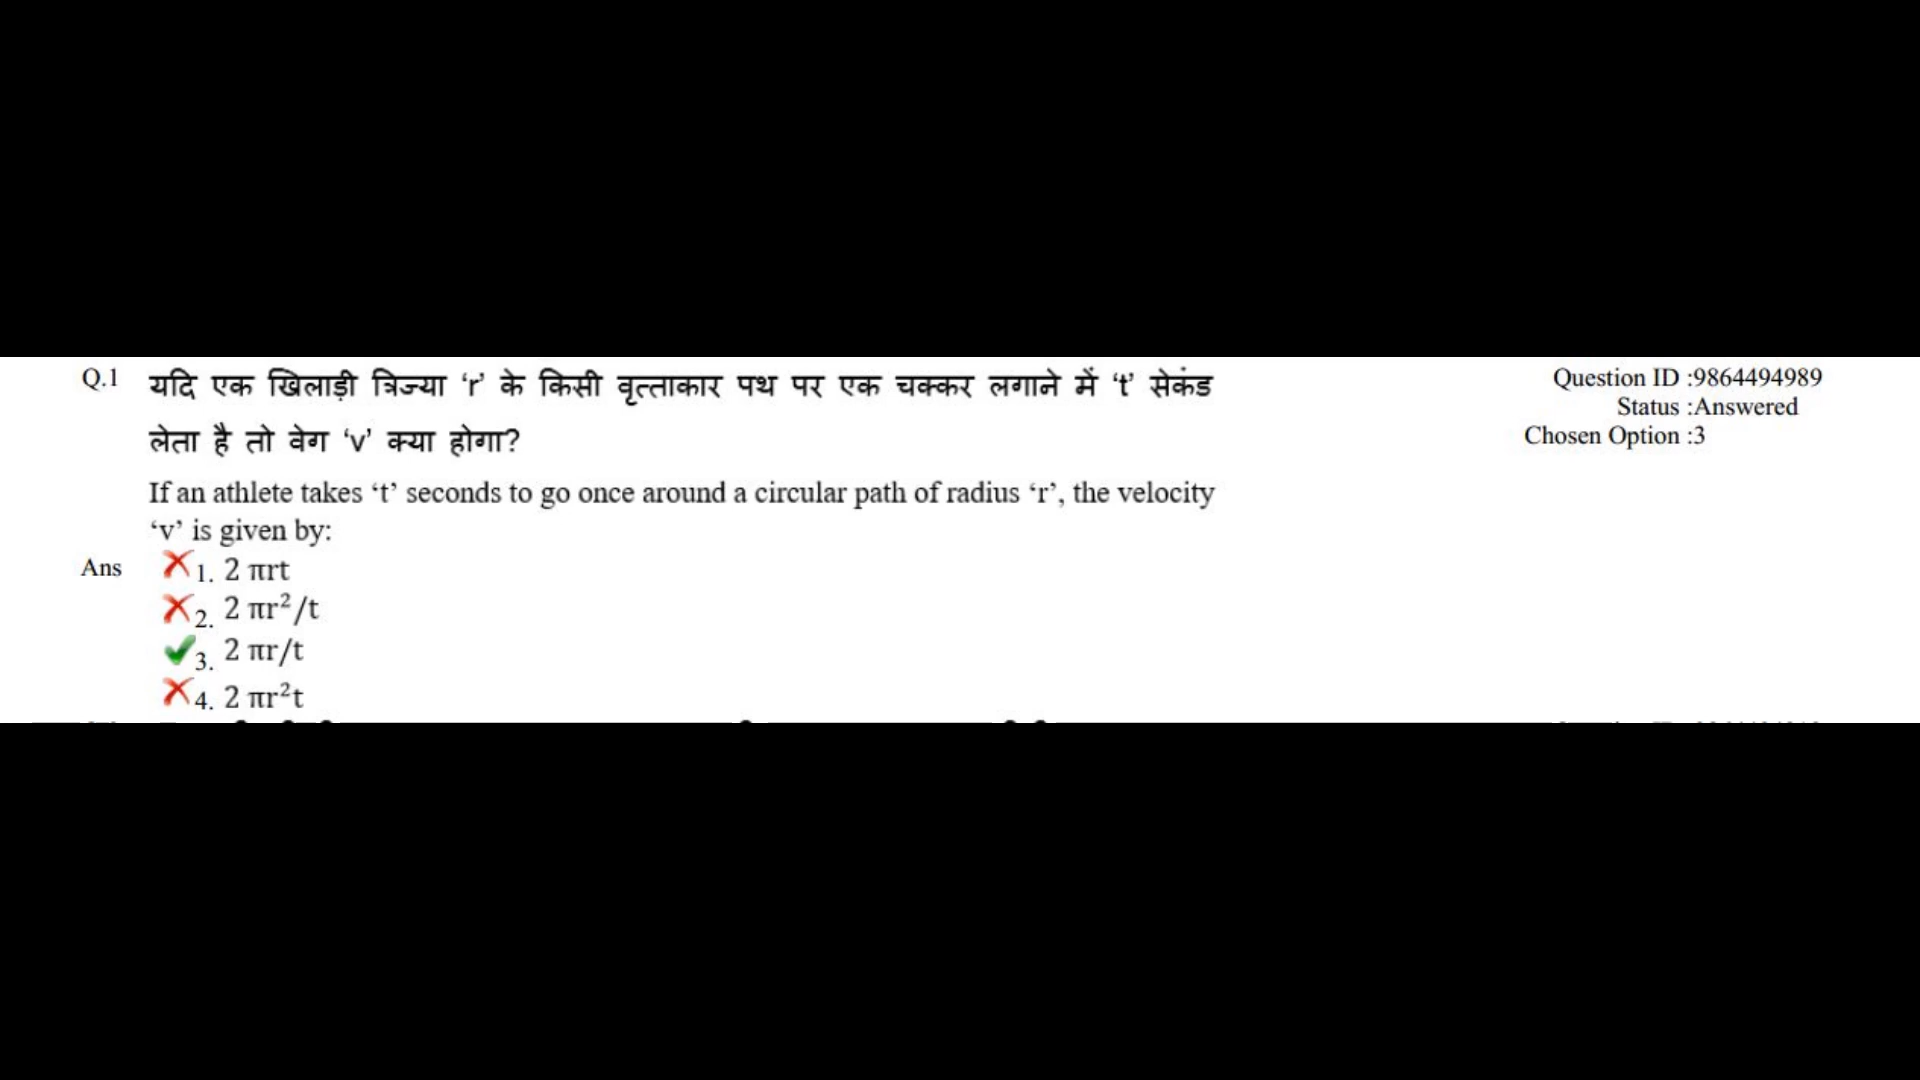 Q.1 यदि एक खिलाड़ी त्रिज्या ‘r’ के किसी वृत्ताकार पथ पर एक चक्कर लगाने में ‘t’ सेकंड
लेता है तो वेग ‘v’ क्या होगा?
If an athlete takes ‘t’ seconds to go once around a circular path of radius ‘r’, the velocity
‘v’ is given by:
Ans 1. 2 πrt
2. 2 πr²/t
3. 2 πr/t
4. 2 πr²t
Question ID :9864494989
Status :Answered
Chosen Option :3